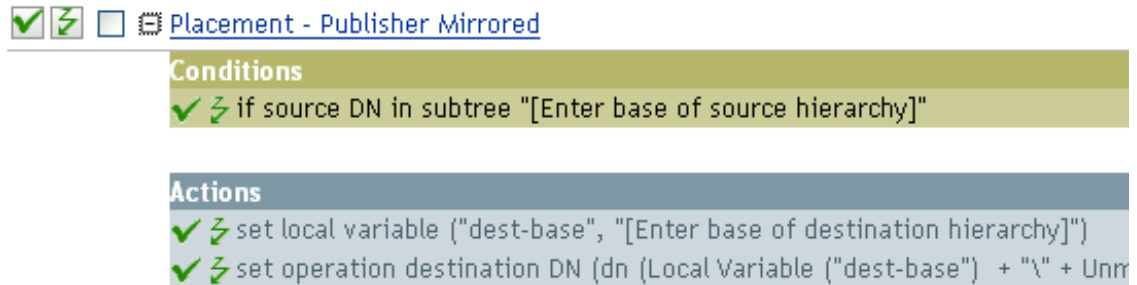 Placement - Publisher Mirrored
Conditions
if source DN in subtree "[Enter base of source hierarchy]"
Actions
set local variable ("dest-base", "[Enter base of destination hierarchy]")
set operation destination DN (dn (Local Variable ("dest-base") + "\" +